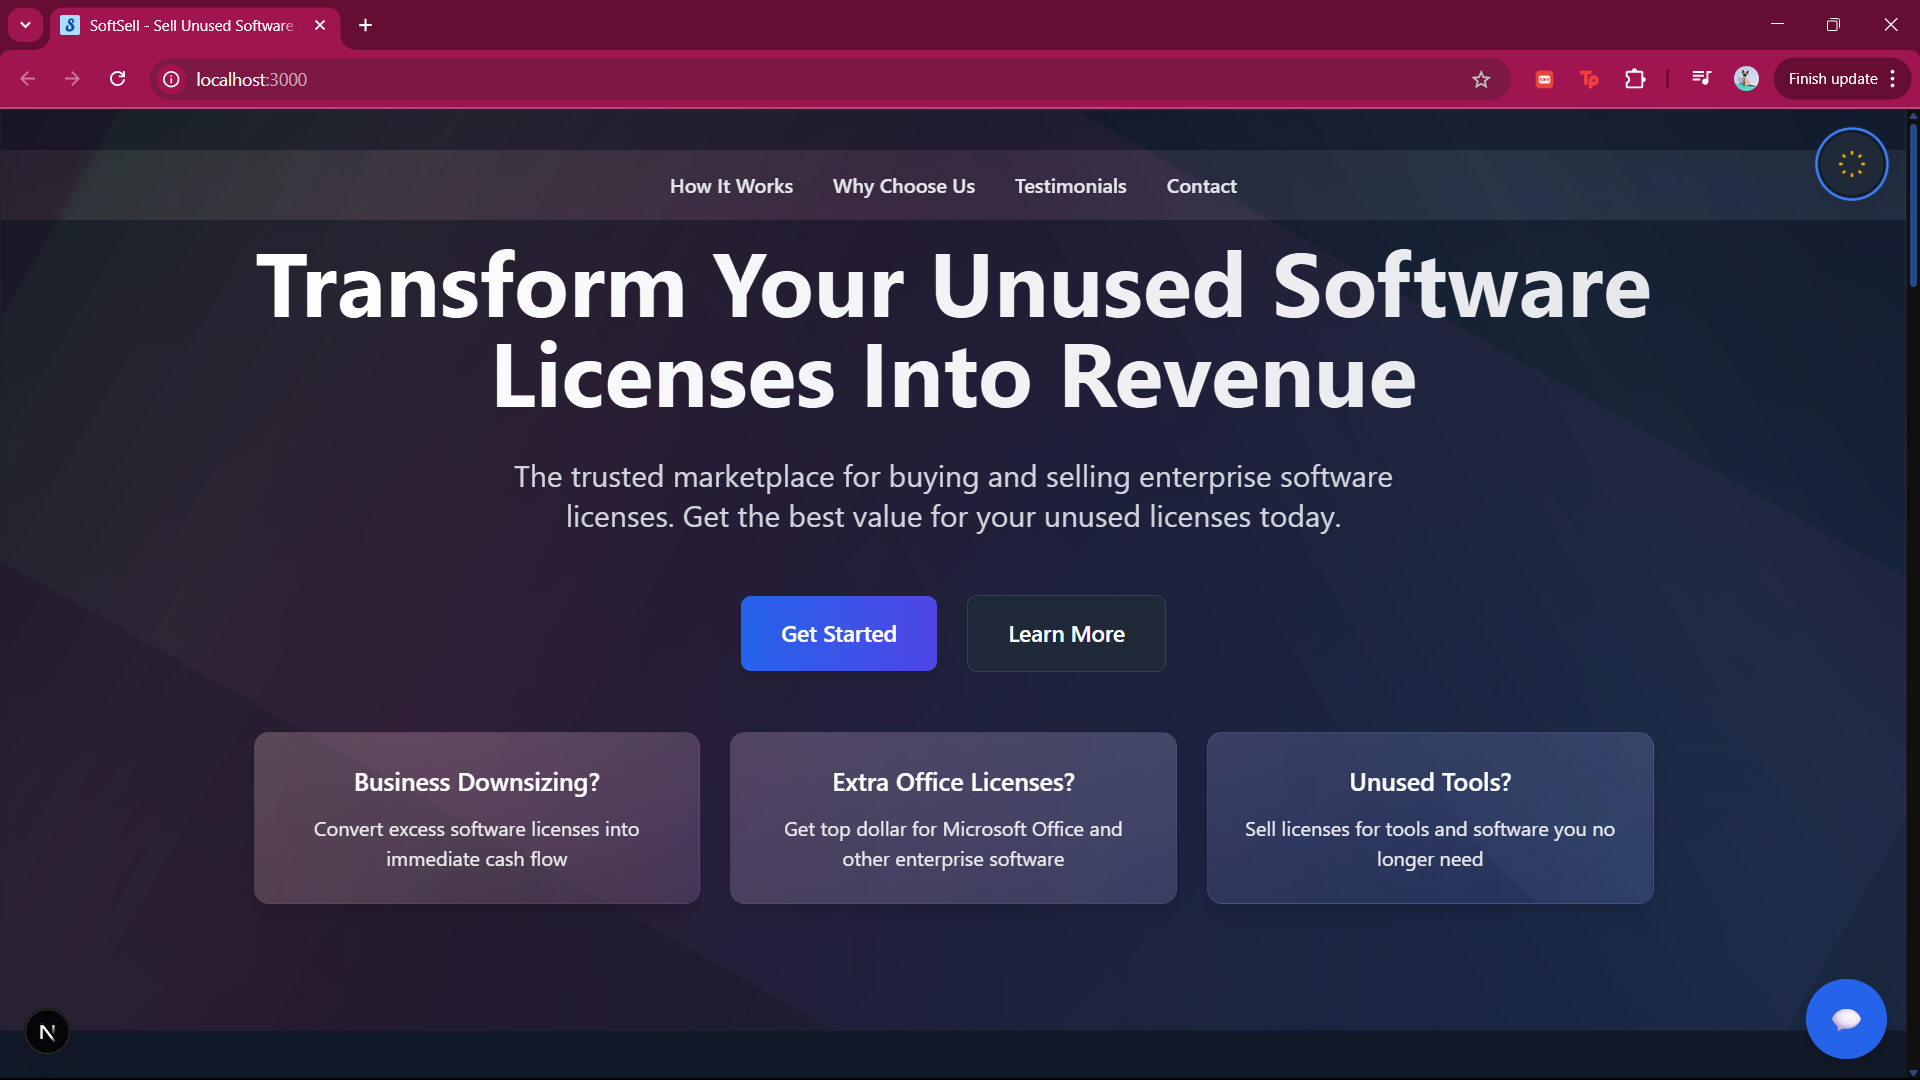 SoftSell - Sell Unused Software
localhost:3000
Finish update
How It Works
Why Choose Us
Testimonials
Contact
Transform Your Unused Software
Licenses Into Revenue
The trusted marketplace for buying and selling enterprise software
licenses. Get the best value for your unused licenses today.
Get Started
Learn More
Business Downsizing?
Convert excess software licenses into
immediate cash flow
Extra Office Licenses?
Get top dollar for Microsoft Office and
other enterprise software
Unused Tools?
Sell licenses for tools and software you no
longer need
N